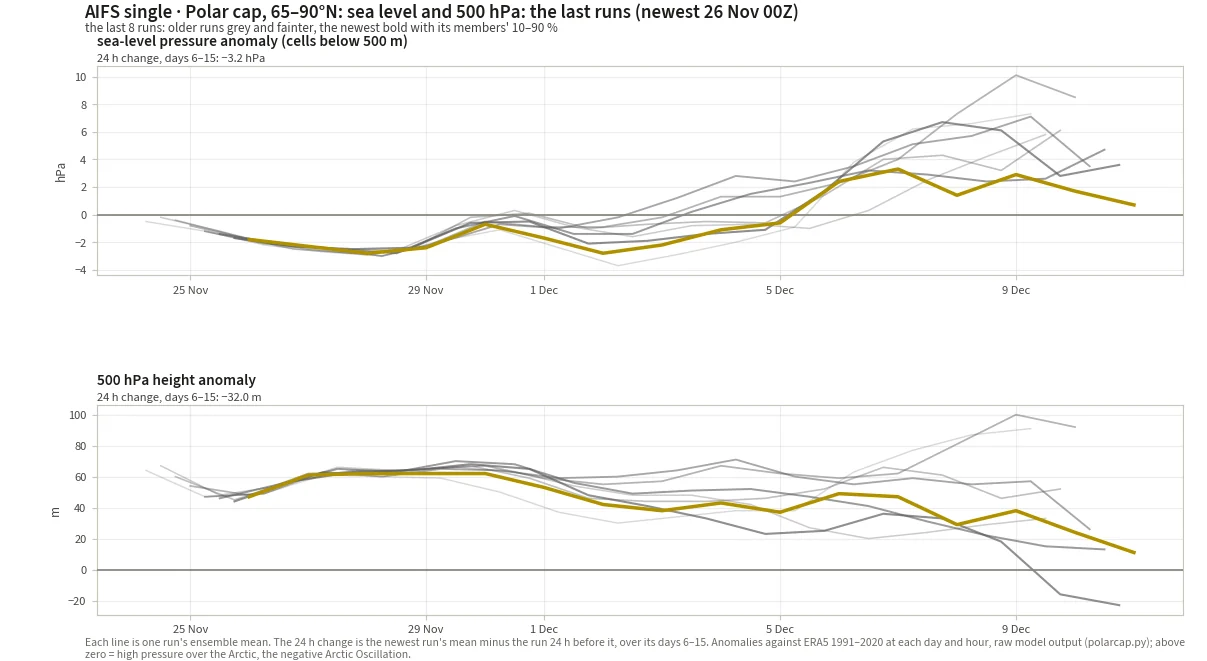 AIFS single · Polar cap, 65–90°N: sea level and 500 hPa: the last runs (newest 26 Nov 00Z)
the last 8 runs: older runs grey and fainter, the newest bold with its members' 10–90 %
sea-level pressure anomaly (cells below 500 m)
24 h change, days 6–15: −3.2 hPa
10
8
6
4
2
0
−2
−4
hPa
25 Nov 29 Nov 1 Dec 5 Dec 9 Dec
500 hPa height anomaly
24 h change, days 6–15: −32.0 m
100
80
60
40
20
0
−20
m
25 Nov 29 Nov 1 Dec 5 Dec 9 Dec
Each line is one run's ensemble mean. The 24 h change is the newest run's mean minus the run 24 h before it, over its days 6–15. Anomalies against ERA5 1991–2020 at each day and hour, raw model output (polarcap.py); above
zero = high pressure over the Arctic, the negative Arctic Oscillation.